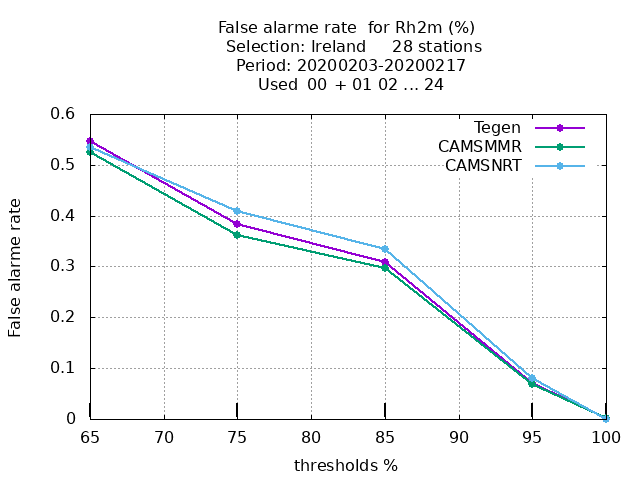 False alarme rate  for Rh2m (%)
Selection: Ireland     28 stations
Period: 20200203-20200217
Used  00  + 01 02 ... 24
Tegen
CAMSMMR
CAMSNRT
0.6
0.5
0.4
0.3
0.2
0.1
0
False alarme rate
65 70 75 80 85 90 95 100
thresholds %